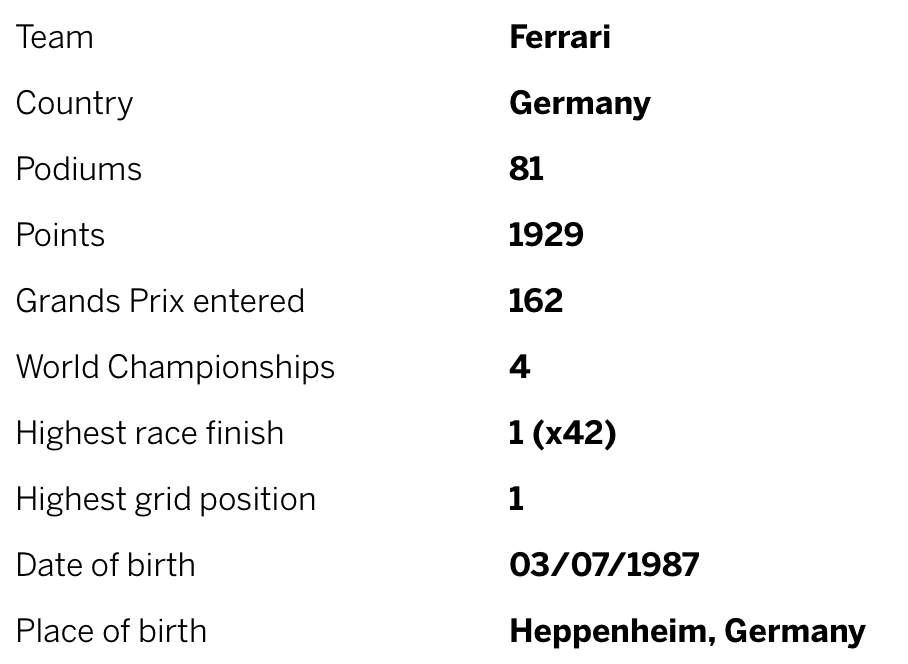 Team Ferrari
Country Germany
Podiums 81
Points 1929
Grands Prix entered 162
World Championships 4
Highest race finish 1 (x42)
Highest grid position 1
Date of birth 03/07/1987
Place of birth Heppenheim, Germany